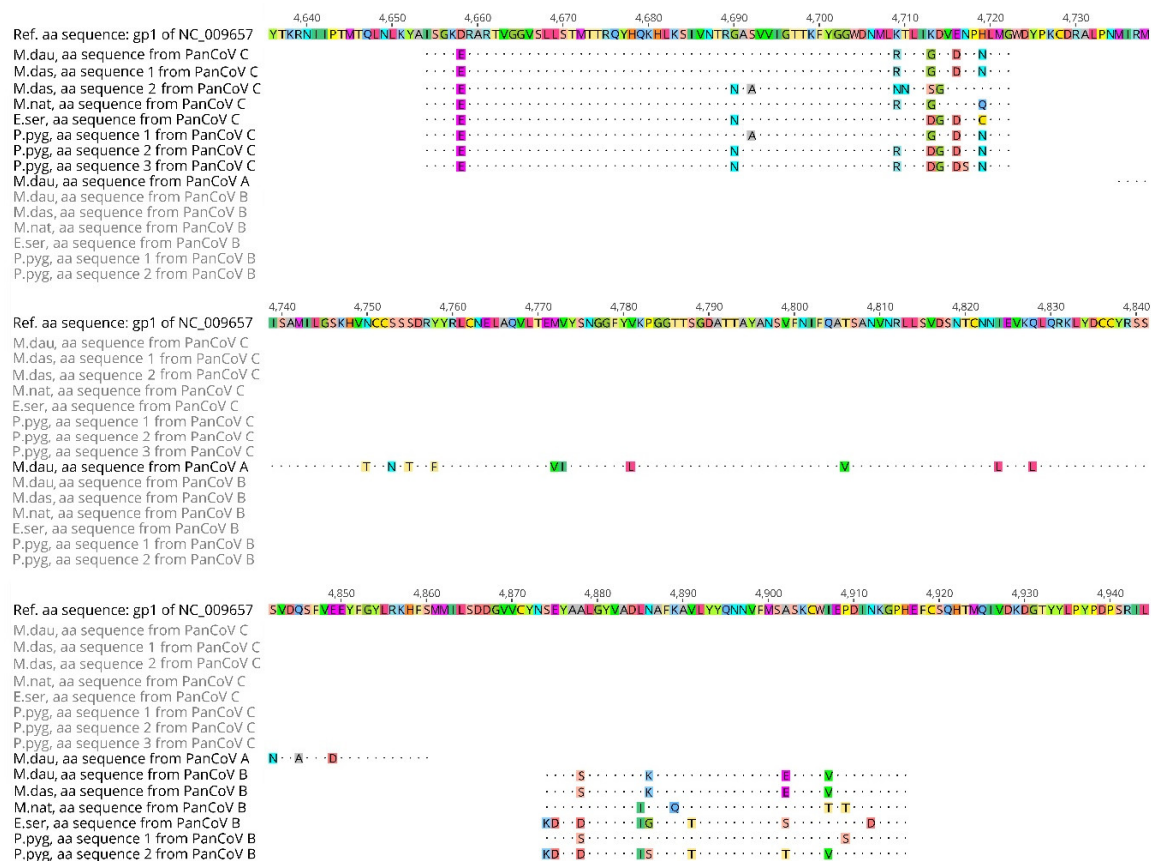 4,640 4,650 4,660 4,670 4,680 4,690 4,700 4,710 4,720 4,730
Ref. aa sequence: gp1 of NC_009657 YTKRNIIPTMTQLNLKYAISGKDRARTVGGVSLLSTMTTRQYHQKHLKSIVNTRGASVVIGTTKFYGGWDNMLKTLIKDVENPHLMGWDYPKCDRALPNMIRM
M.dau, aa sequence from PanCoV C E R G D N
M.das, aa sequence 1 from PanCoV C E R G D N
M.das, aa sequence 2 from PanCoV C E N A NN SG
M.nat, aa sequence from PanCoV C E R G Q
E.ser, aa sequence from PanCoV C E N DG D C
P.pyg, aa sequence 1 from PanCoV C E A G D N
P.pyg, aa sequence 2 from PanCoV C E N R DG D N
P.pyg, aa sequence 3 from PanCoV C E N R DG DS N
M.dau, aa sequence from PanCoV A
M.dau, aa sequence from PanCoV B
M.das, aa sequence from PanCoV B
M.nat, aa sequence from PanCoV B
E.ser, aa sequence from PanCoV B
P.pyg, aa sequence 1 from PanCoV B
P.pyg, aa sequence 2 from PanCoV B
4,740 4,750 4,760 4,770 4,780 4,790 4,800 4,810 4,820 4,830 4,840
Ref. aa sequence: gp1 of NC_009657 ISAMILGSKHVNCCSSSDRYYRLCNELAQVLTEMVYSNGGFYVKPGGTTSGDATTAYANSVFNIFQATSANVNRLLSVDSNTCNNIEVKQLQRKLYDCCYRSS
M.dau, aa sequence from PanCoV C
M.das, aa sequence 1 from PanCoV C
M.das, aa sequence 2 from PanCoV C
M.nat, aa sequence from PanCoV C
E.ser, aa sequence from PanCoV C
P.pyg, aa sequence 1 from PanCoV C
P.pyg, aa sequence 2 from PanCoV C
P.pyg, aa sequence 3 from PanCoV C
M.dau, aa sequence from PanCoV A T N T F VI L V L L
M.dau, aa sequence from PanCoV B
M.das, aa sequence from PanCoV B
M.nat, aa sequence from PanCoV B
E.ser, aa sequence from PanCoV B
P.pyg, aa sequence 1 from PanCoV B
P.pyg, aa sequence 2 from PanCoV B
4,850 4,860 4,870 4,880 4,890 4,900 4,910 4,920 4,930 4,940
Ref. aa sequence: gp1 of NC_009657 SVDQSFVEEYFGYLRKHFSMMILSDDGVVCYNSEYAALGYVADLNAFKAVLYYQNNVFMSASKCWIEPDINKGPHEFCSQHTMQIVDKDGTYYLPYPDPSRIL
M.dau, aa sequence from PanCoV C
M.das, aa sequence 1 from PanCoV C
M.das, aa sequence 2 from PanCoV C
M.nat, aa sequence from PanCoV C
E.ser, aa sequence from PanCoV C
P.pyg, aa sequence 1 from PanCoV C
P.pyg, aa sequence 2 from PanCoV C
P.pyg, aa sequence 3 from PanCoV C
M.dau, aa sequence from PanCoV A N A D
M.dau, aa sequence from PanCoV B S K E V
M.das, aa sequence from PanCoV B S K E V
M.nat, aa sequence from PanCoV B I Q T T
E.ser, aa sequence from PanCoV B KD D IG T S D
P.pyg, aa sequence 1 from PanCoV B S S
P.pyg, aa sequence 2 from PanCoV B KD D IS T T V